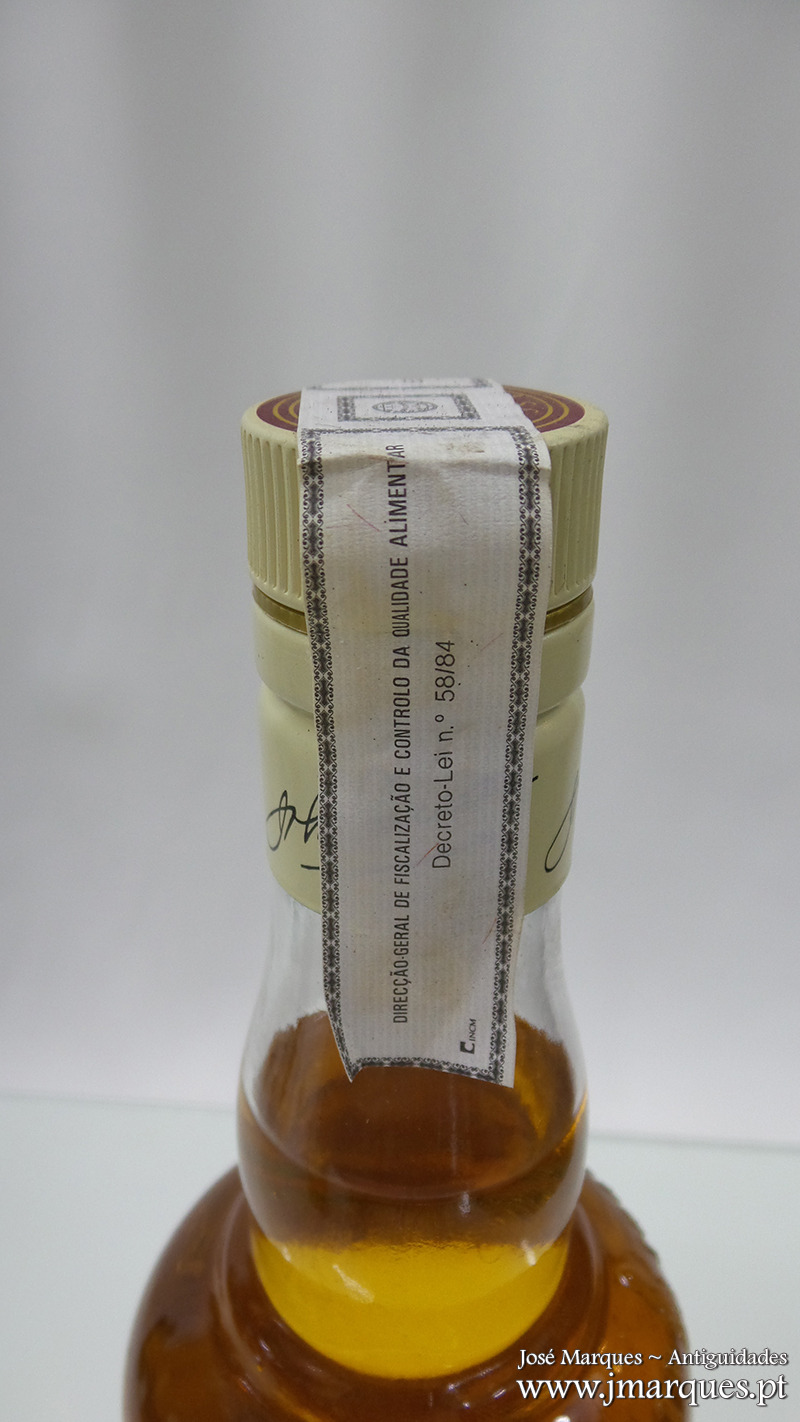 DIRECÇÃO-GERAL DE FISCALIZAÇÃO E CONTROLO DA QUALIDADE ALIMENTAR
Decreto-Lei n.º 58/84
INCM
José Marques ~ Antiguidades
www.jmarques.pt